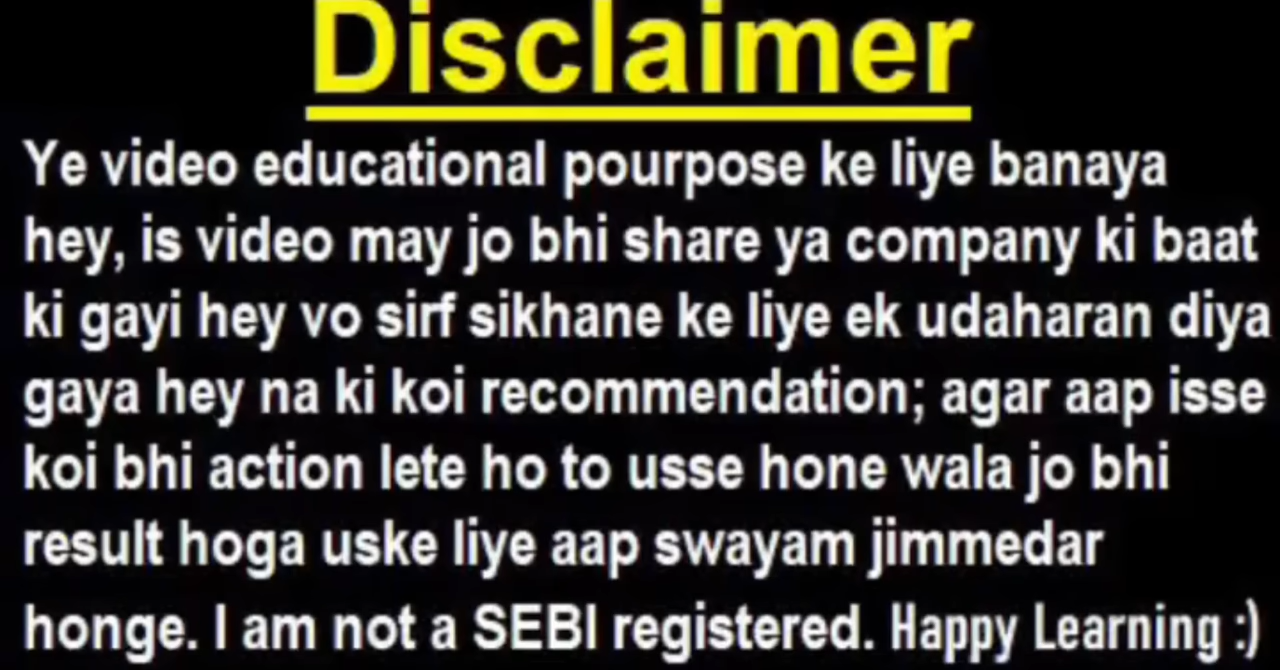 Disclaimer
Ye video educational pourpose ke liye banaya
hey, is video may jo bhi share ya company ki baat
ki gayi hey vo sirf sikhane ke liye ek udaharan diya
gaya hey na ki koi recommendation; agar aap isse
koi bhi action lete ho to usse hone wala jo bhi
result hoga uske liye aap swayam jimmedar
honge. I am not a SEBI registered. Happy Learning :)